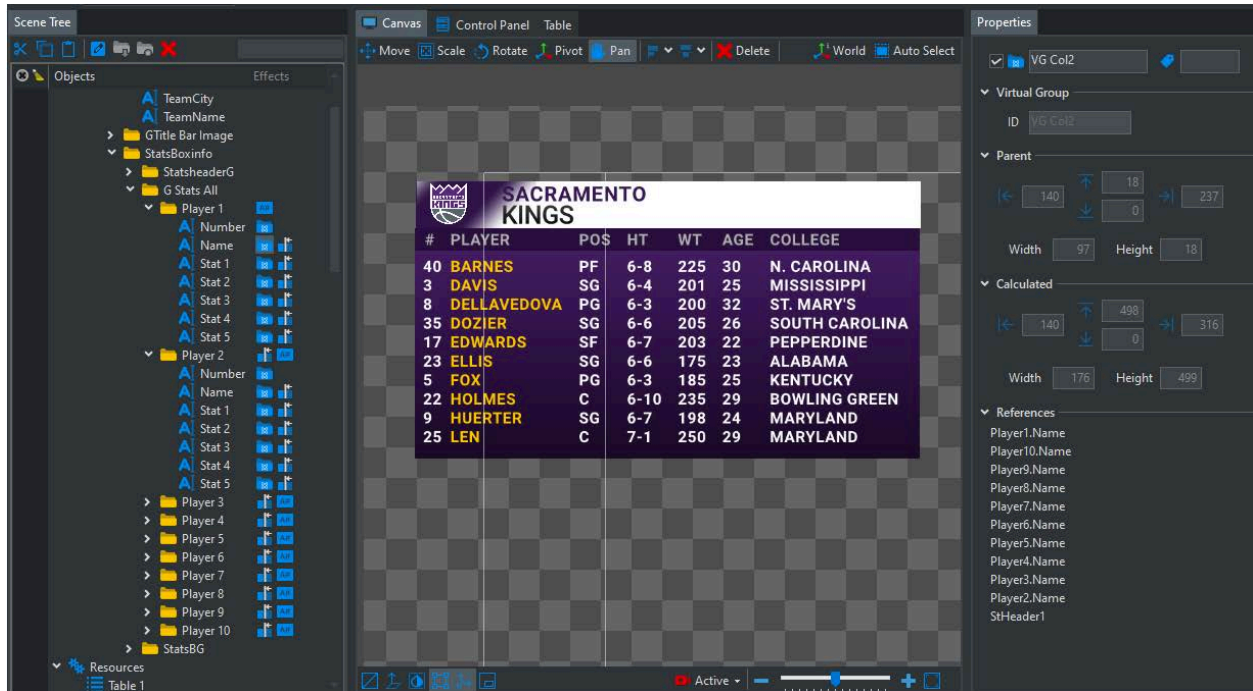 Scene Tree
Objects Effects
TeamCity
TeamName
GTitle Bar Image
StatsBoxinfo
StatsheaderG
G Stats All
Player 1
Number
Name
Stat 1
Stat 2
Stat 3
Stat 4
Stat 5
Player 2
Number
Name
Stat 1
Stat 2
Stat 3
Stat 4
Stat 5
Player 3
Player 4
Player 5
Player 6
Player 7
Player 8
Player 9
Player 10
StatsBG
Resources
Table 1
Canvas Control Panel Table
Move Scale Rotate Pivot Pan Delete World Auto Select
KINGS
SACRAMENTO
KINGS
# PLAYER POS HT WT AGE COLLEGE
40 BARNES PF 6-8 225 30 N. CAROLINA
3 DAVIS SG 6-4 201 25 MISSISSIPPI
8 DELLAVEDOVA PG 6-3 200 32 ST. MARY'S
35 DOZIER SG 6-6 205 26 SOUTH CAROLINA
17 EDWARDS SF 6-7 203 22 PEPPERDINE
23 ELLIS SG 6-6 175 23 ALABAMA
5 FOX PG 6-3 185 25 KENTUCKY
22 HOLMES C 6-10 235 29 BOWLING GREEN
9 HUERTER SG 6-7 198 24 MARYLAND
25 LEN C 7-1 250 29 MARYLAND
Active
Properties
VG Col2
Virtual Group
ID VG Col2
Parent
18
140 237
0
Width 97 Height 18
Calculated
498
140 316
0
Width 176 Height 499
References
Player1.Name
Player10.Name
Player9.Name
Player8.Name
Player7.Name
Player6.Name
Player5.Name
Player4.Name
Player3.Name
Player2.Name
StHeader1